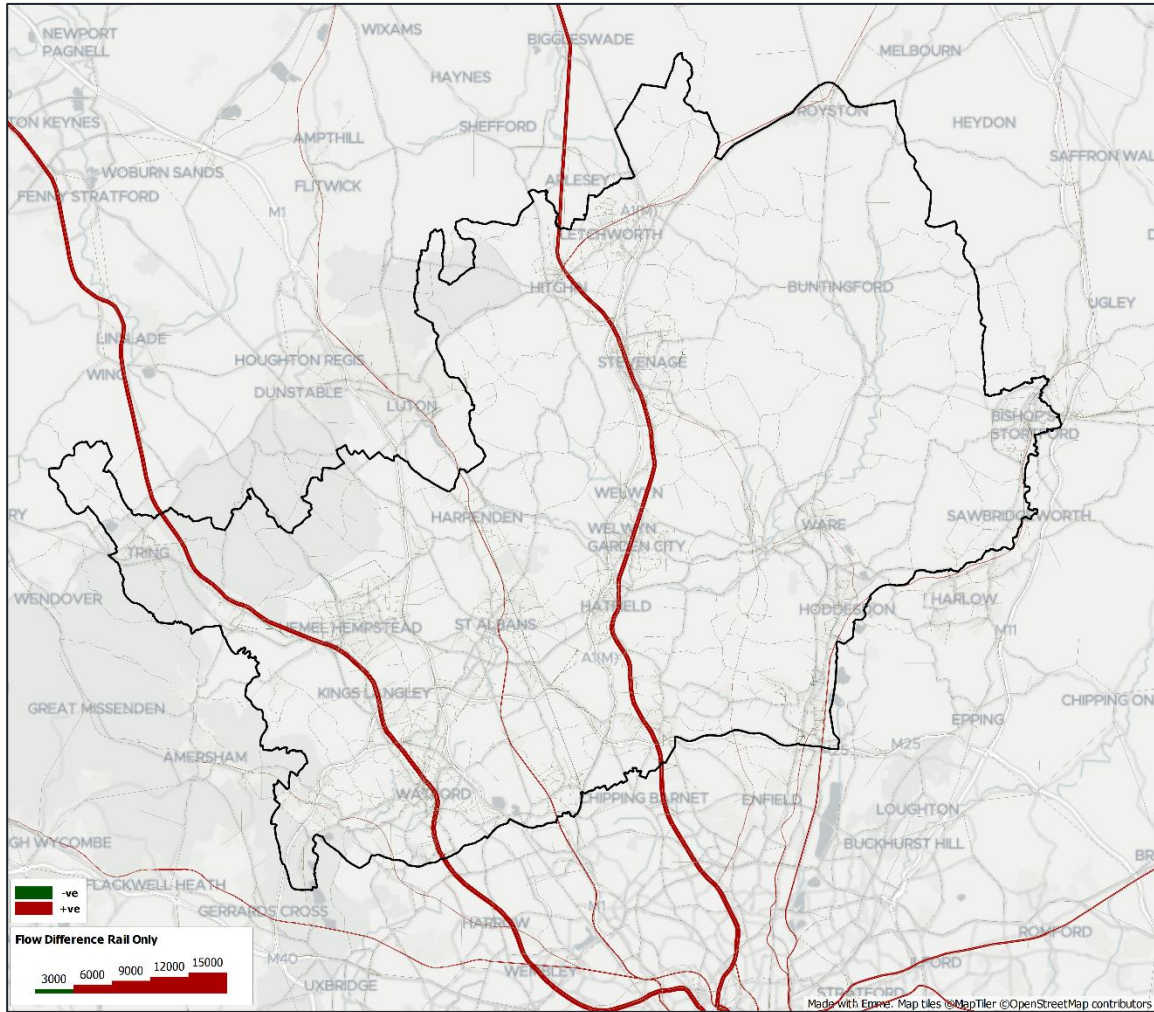 NEWPORT
PAGNELL
WIXAMS
BIGGLESWADE
MELBOURN
HAYNES
TON KEYNES
SHEFFORD
ROYSTON
HEYDON
AMPTHILL
SAFFRON WAL
WOBURN SANDS
FLITWICK
ARLESEY
FENNY STRATFORD
M1
A1(M)
LETCHWORTH
HITCHIN
BUNTINGFORD
UGLEY
LINSLADE
HOUGHTON REGIS
STEVENAGE
WING
DUNSTABLE
LUTON
BISHOP'S
STORTFORD
WELWYN
HARPENDEN
WELWYN
GARDEN CITY
WARE
SAWBRIDGEWORTH
RY
TRING
WENDOVER
HATFIELD
HODDESDON
HARLOW
HEMEL HEMPSTEAD
ST ALBANS
M11
A1(M)
KINGS LANGLEY
CHIPPING ON
GREAT MISSENDEN
EPPING
AMERSHAM
M25
WATFORD
CHIPPING BARNET
ENFIELD
LOUGHTON
GH WYCOMBE
BUCKHURST HILL
BR
FLACKWELL HEATH
-ve
+ve
GERRARDS CROSS
HARROW
M1
ROMFORD
Flow Difference Rail Only
3000 6000 9000 12000 15000
M40
WEMBLEY
ILFORD
UXBRIDGE
STRATFORD
Made with Emme. Map tiles ©MapTiler ©OpenStreetMap contributors